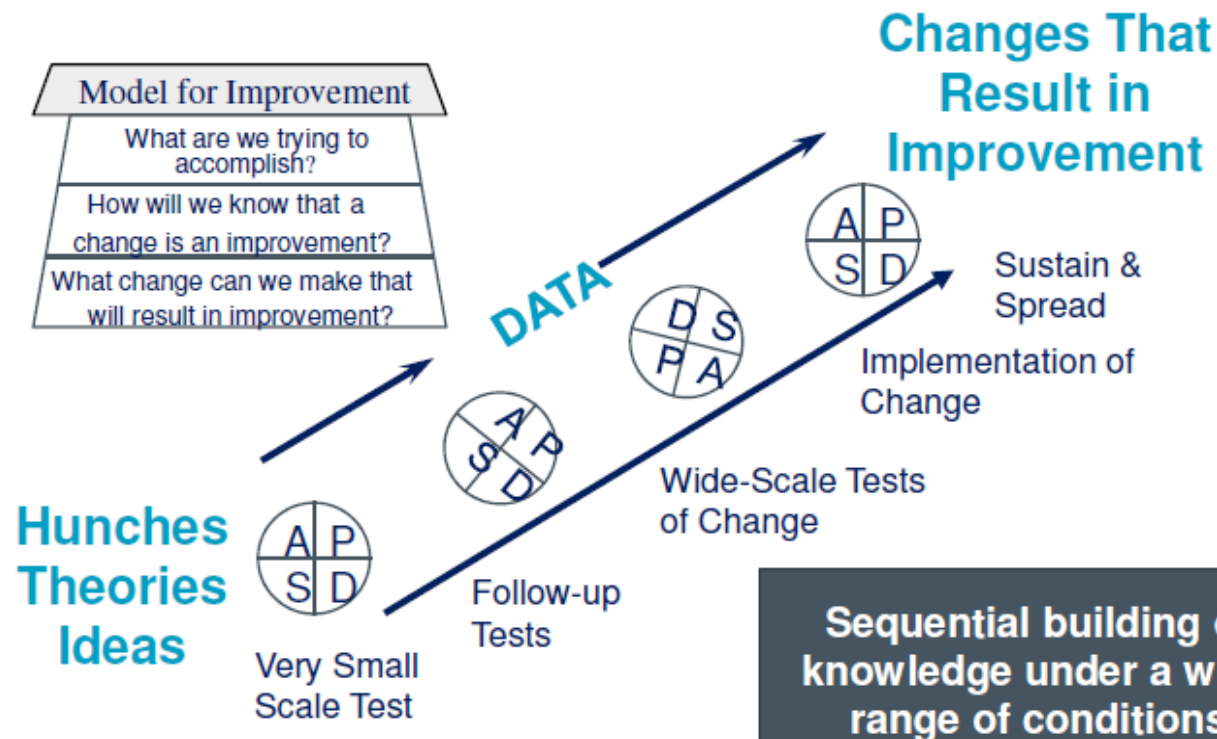 Changes That
Result in
Improvement
Model for Improvement
What are we trying to
accomplish?
How will we know that a
change is an improvement?
What change can we make that
will result in improvement?
DATA
A P
S D
Sustain &
Spread
D S
P A
Implementation of
Change
A P
S D
Wide-Scale Tests
of Change
Hunches
Theories
Ideas
A P
S D
Follow-up
Tests
Very Small
Scale Test
Sequential building
knowledge under a
range of conditions